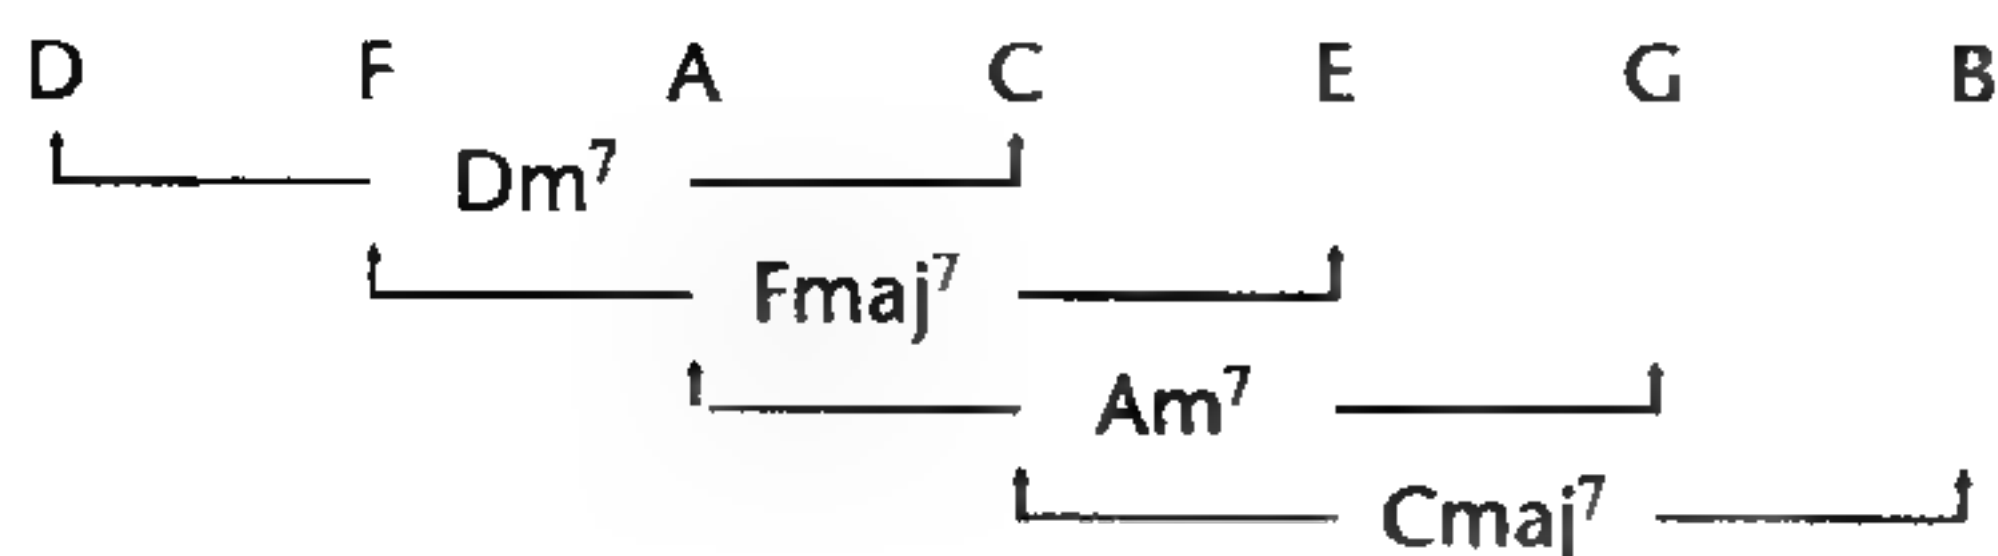 D F A C E G B
Dm⁷
Fmaj⁷
Am⁷
Cmaj⁷